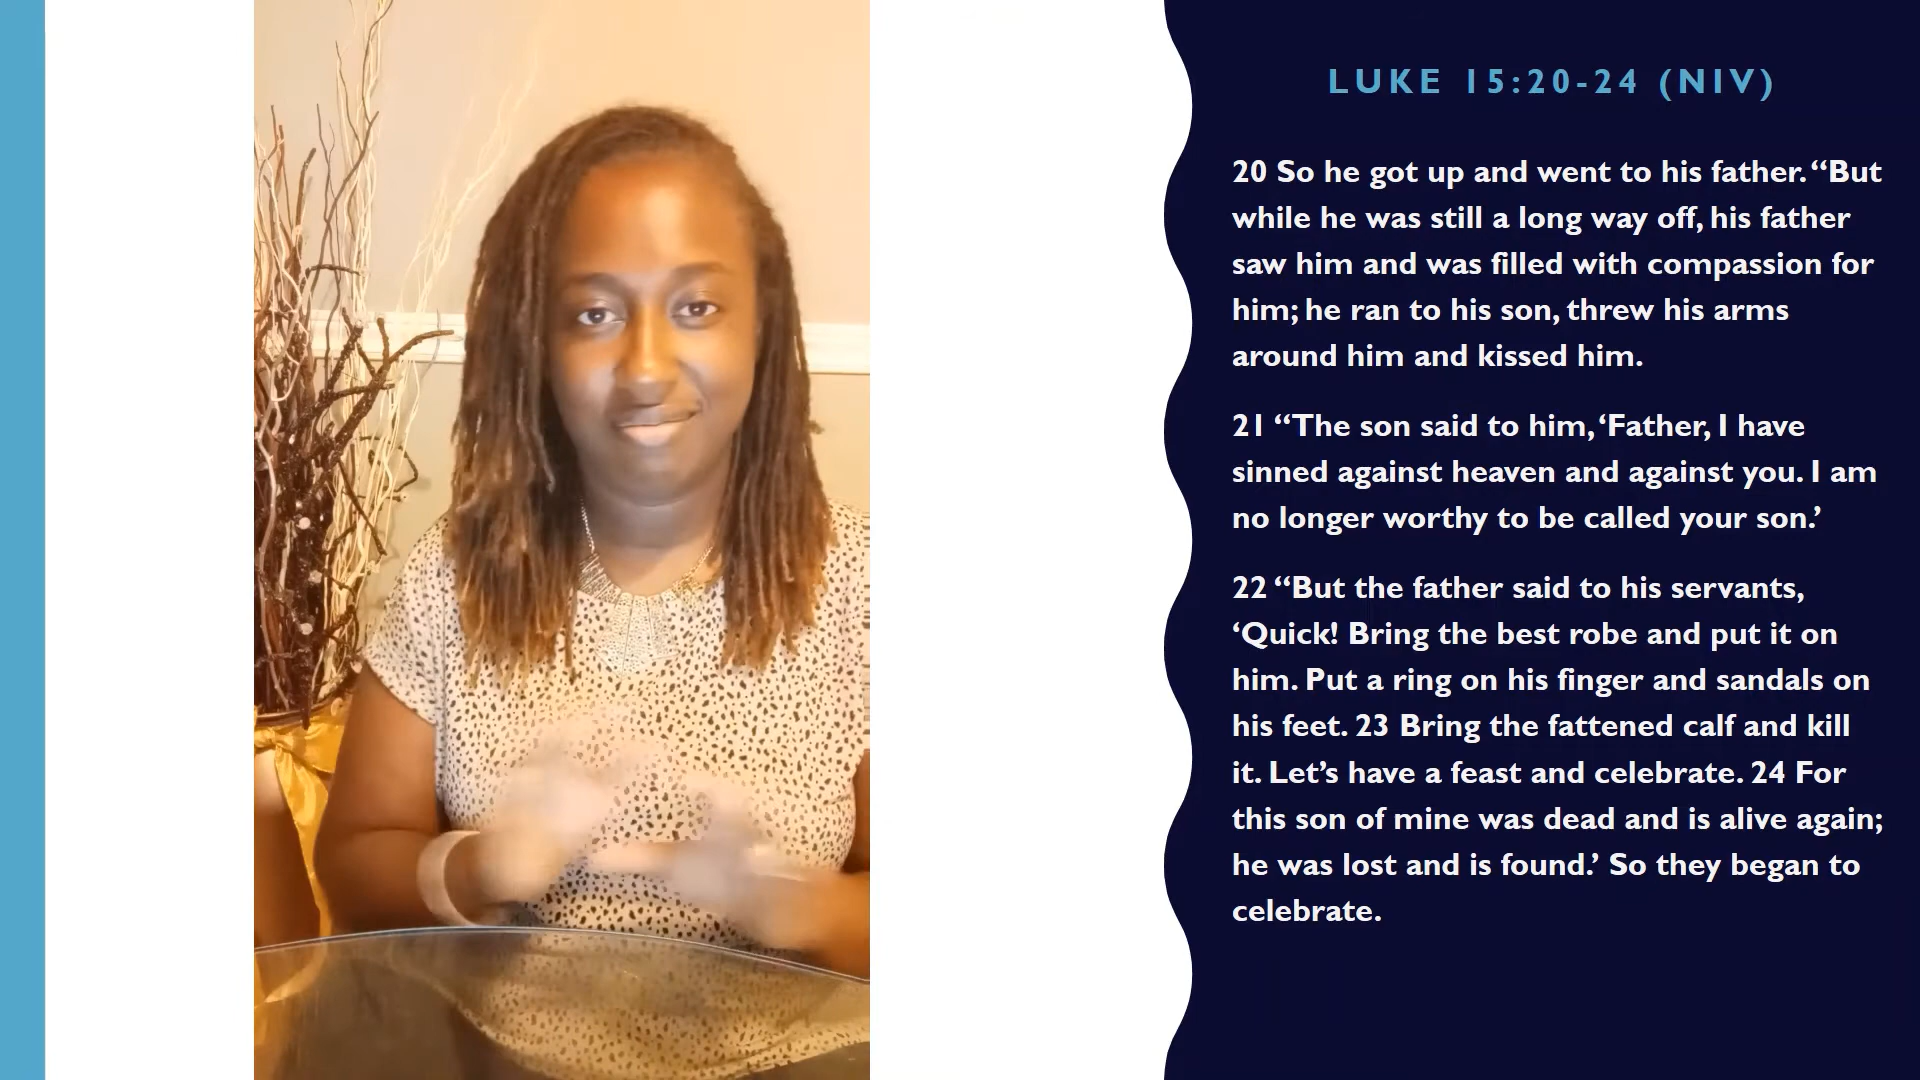 LUKE 15:20-24 (NIV)
20 So he got up and went to his father. “But
while he was still a long way off, his father
saw him and was filled with compassion for
him; he ran to his son, threw his arms
around him and kissed him.
21 “The son said to him, ‘Father, I have
sinned against heaven and against you. I am
no longer worthy to be called your son.’
22 “But the father said to his servants,
‘Quick! Bring the best robe and put it on
him. Put a ring on his finger and sandals on
his feet. 23 Bring the fattened calf and kill
it. Let’s have a feast and celebrate. 24 For
this son of mine was dead and is alive again;
he was lost and is found.’ So they began to
celebrate.